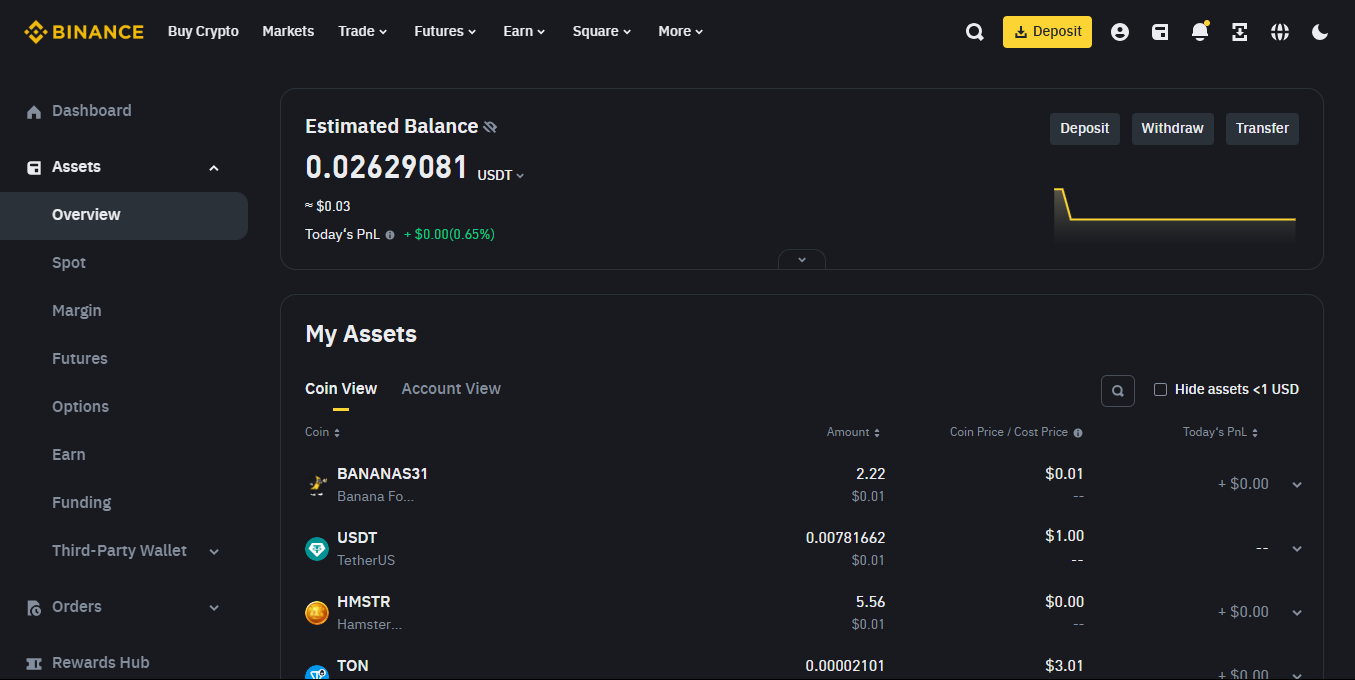 BINANCE Buy Crypto Markets Trade Futures Earn Square More Deposit
Dashboard
Assets
Overview
Spot
Margin
Futures
Options
Earn
Funding
Third-Party Wallet
Orders
Rewards Hub
Estimated Balance
Deposit Withdraw Transfer
0.02629081 USDT
≈ $0.03
Today's PnL + $0.00(0.65%)
My Assets
Coin View Account View Hide assets <1 USD
Coin Amount Coin Price / Cost Price Today's PnL
BANANAS31 2.22 $0.01
Banana Fo... $0.01 --
+ $0.00
USDT 0.00781662 $1.00
TetherUS $0.01 --
--
HMSTR 5.56 $0.00
Hamster... $0.01 --
+ $0.00
TON 0.00002101 $3.01
+ $0.00